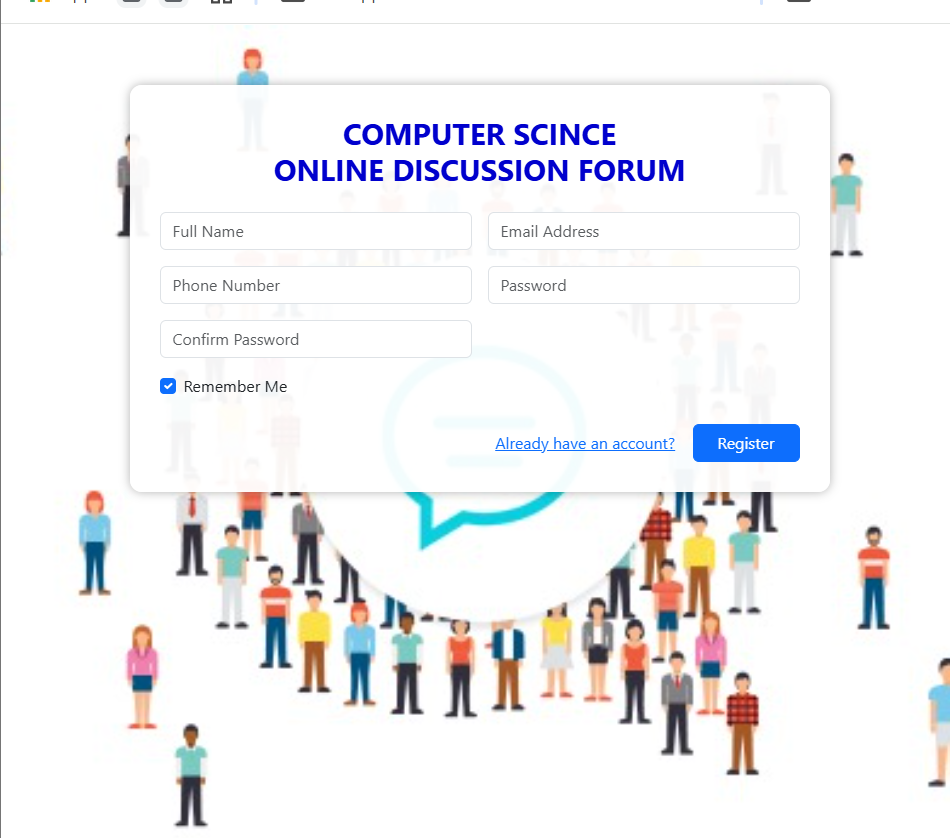 COMPUTER SCINCE
ONLINE DISCUSSION FORUM
Full Name
Email Address
Phone Number
Password
Confirm Password
Remember Me
Already have an account?
Register